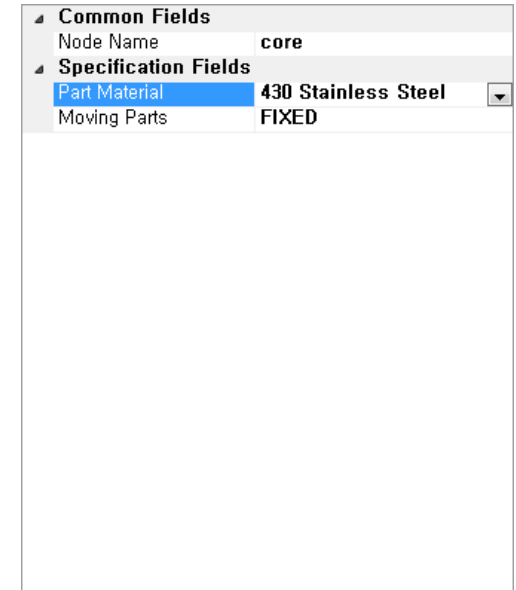 Common Fields
Node Name core
Specification Fields
Part Material 430 Stainless Steel
Moving Parts FIXED